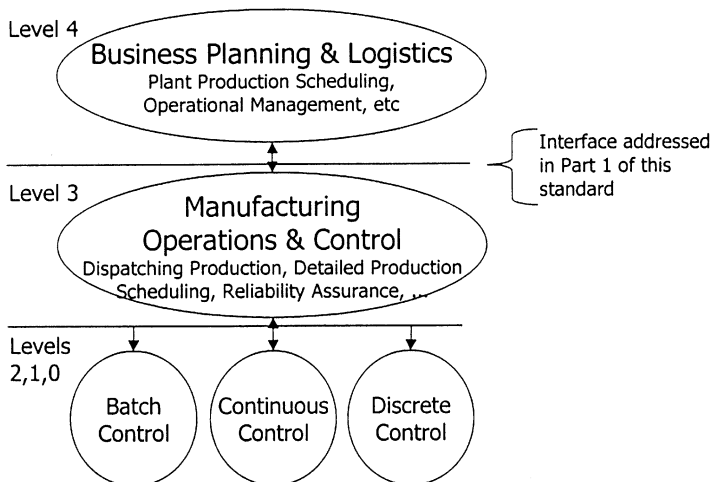 Level 4
Business Planning & Logistics
Plant Production Scheduling,
Operational Management, etc
Interface addressed
in Part 1 of this
standard
Level 3
Manufacturing
Operations & Control
Dispatching Production, Detailed Production
Scheduling, Reliability Assurance, ...
Levels
2,1,0
Batch
Control
Continuous
Control
Discrete
Control